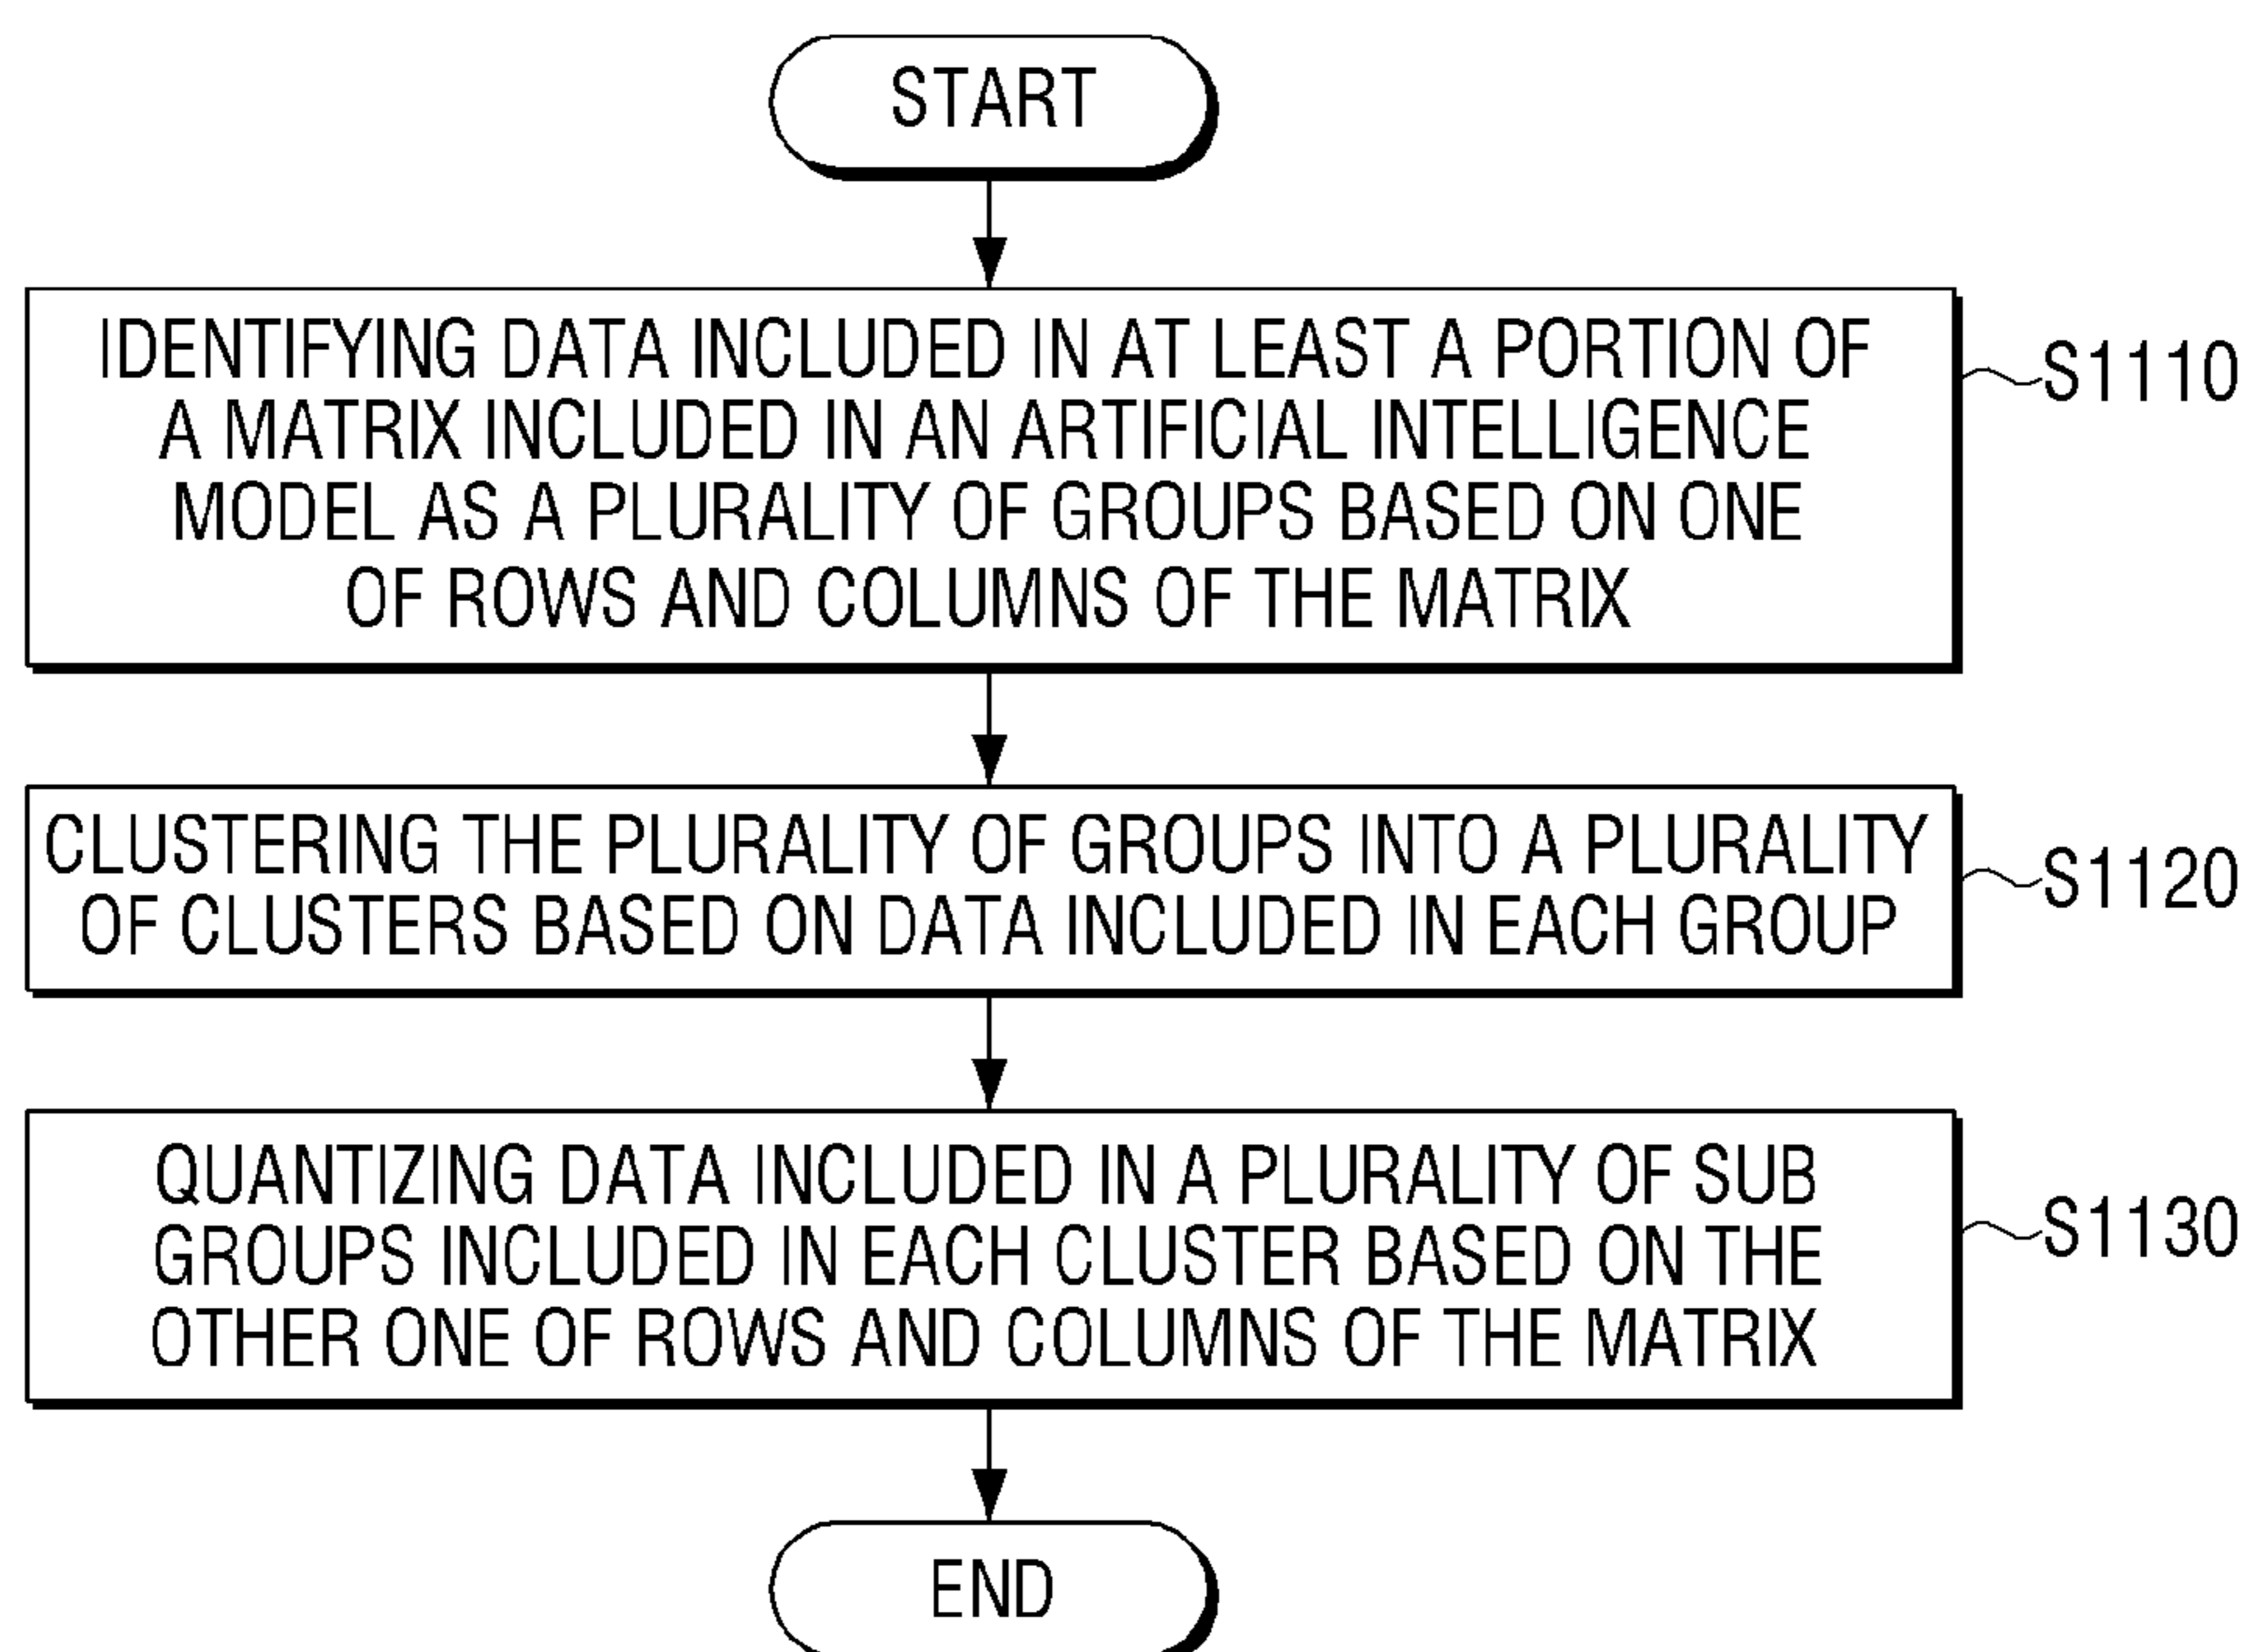 START
IDENTIFYING DATA INCLUDED IN AT LEAST A PORTION OF
A MATRIX INCLUDED IN AN ARTIFICIAL INTELLIGENCE
MODEL AS A PLURALITY OF GROUPS BASED ON ONE
OF ROWS AND COLUMNS OF THE MATRIX
S1110
CLUSTERING THE PLURALITY OF GROUPS INTO A PLURALITY
OF CLUSTERS BASED ON DATA INCLUDED IN EACH GROUP
S1120
QUANTIZING DATA INCLUDED IN A PLURALITY OF SUB
GROUPS INCLUDED IN EACH CLUSTER BASED ON THE
OTHER ONE OF ROWS AND COLUMNS OF THE MATRIX
S1130
END